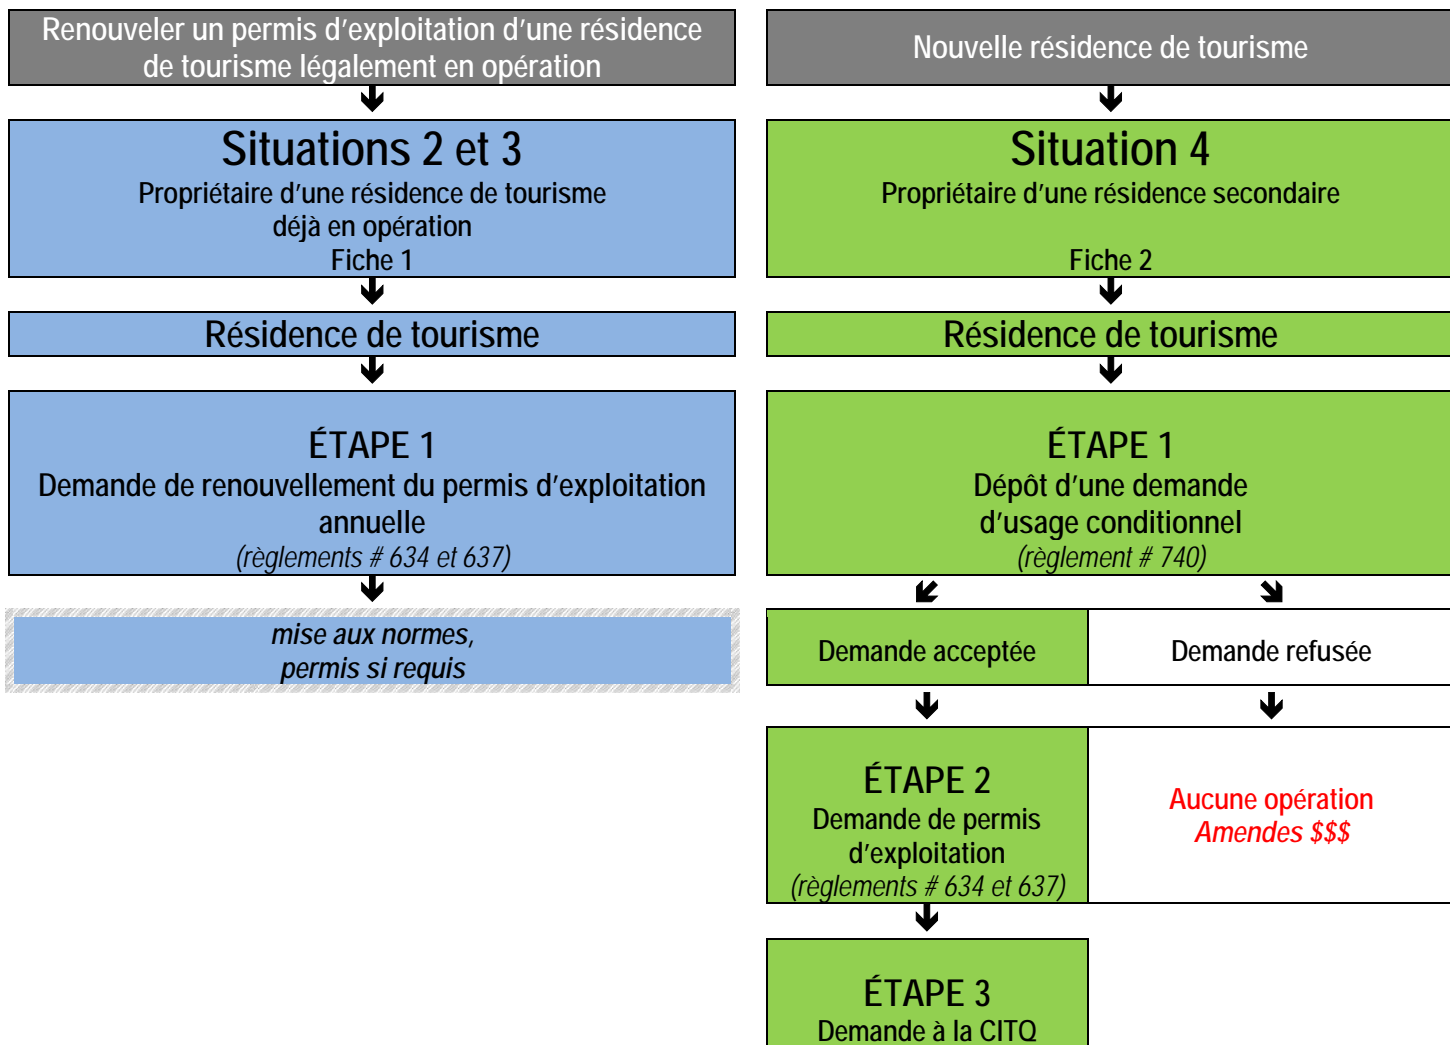 Renouveler un permis d'exploitation d'une résidence
de tourisme légalement en opération
Situations 2 et 3
Propriétaire d'une résidence de tourisme
déjà en opération
Fiche 1
Résidence de tourisme
ÉTAPE 1
Demande de renouvellement du permis d'exploitation
annuelle
(règlements # 634 et 637)
mise aux normes,
permis si requis
Nouvelle résidence de tourisme
Situation 4
Propriétaire d'une résidence secondaire
Fiche 2
Résidence de tourisme
ÉTAPE 1
Dépôt d'une demande
d'usage conditionnel
(règlement # 740)
Demande acceptée
Demande refusée
ÉTAPE 2
Demande de permis
d'exploitation
(règlements # 634 et 637)
Aucune opération
Amendes $$$
ÉTAPE 3
Demande à la CITQ